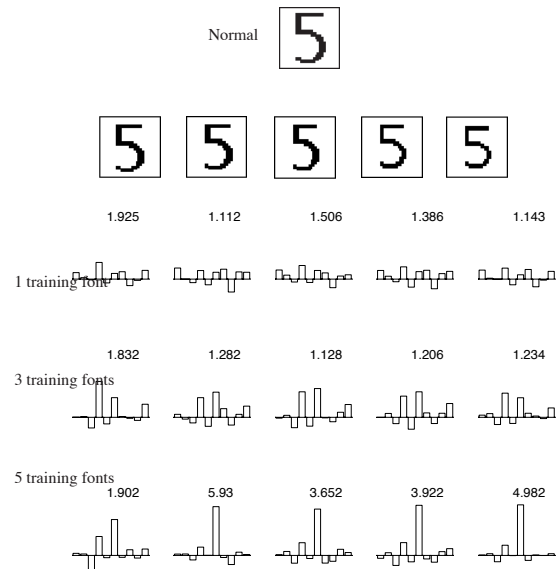 Normal
5
5 5 5 5 5
1.925 1.112 1.506 1.386 1.143
1 training font
1.832 1.282 1.128 1.206 1.234
3 training fonts
5 training fonts
1.902 5.93 3.652 3.922 4.982